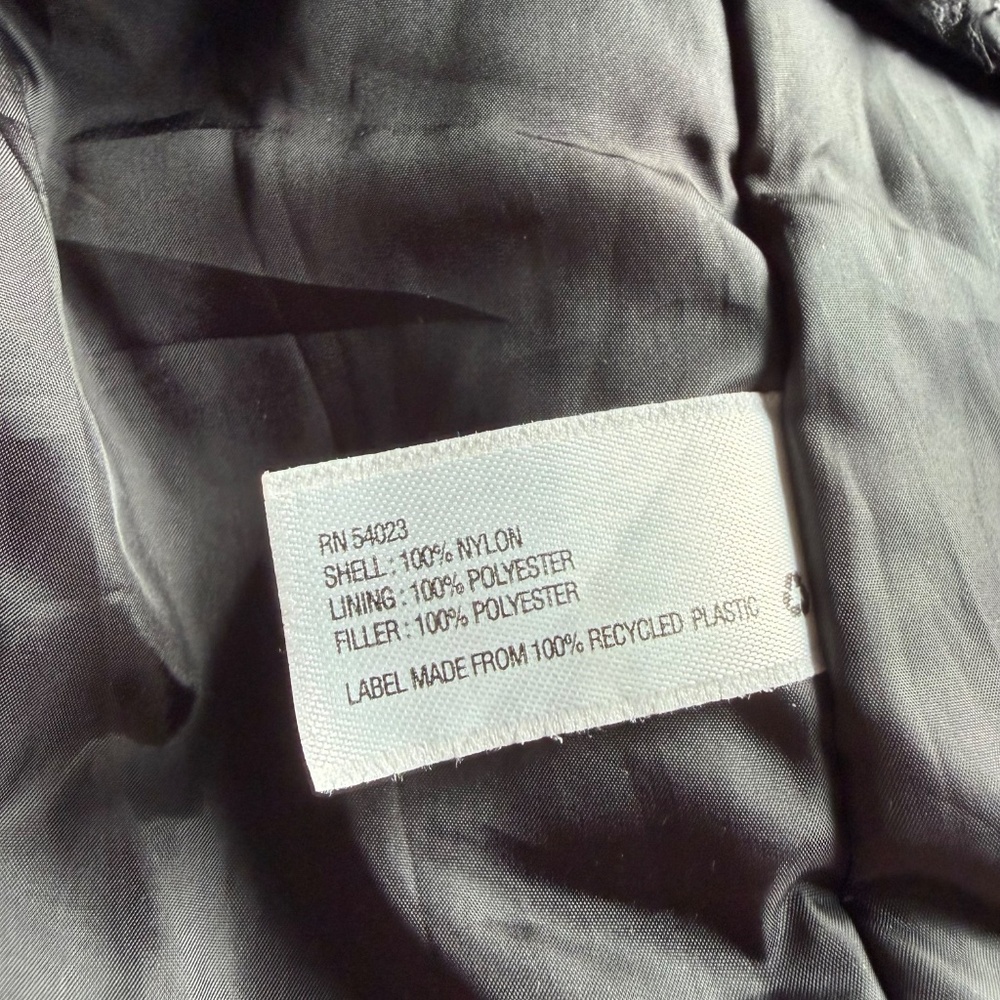 RN 54023
SHELL : 100% NYLON
LINING : 100% POLYESTER
FILLER : 100% POLYESTER
LABEL MADE FROM 100% RECYCLED PLASTIC